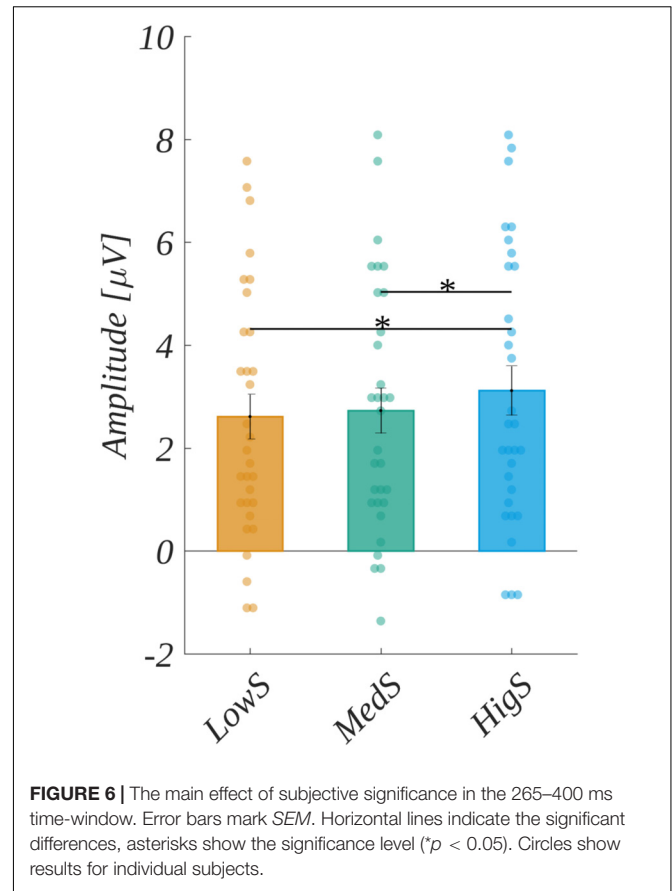 10
8
6
4
2
0
-2
Amplitude [μV]
*
*
LowS
MedS
HigS
FIGURE 6 | The main effect of subjective significance in the 265–400 ms
time-window. Error bars mark SEM. Horizontal lines indicate the significant
differences, asterisks show the significance level (*p < 0.05). Circles show
results for individual subjects.